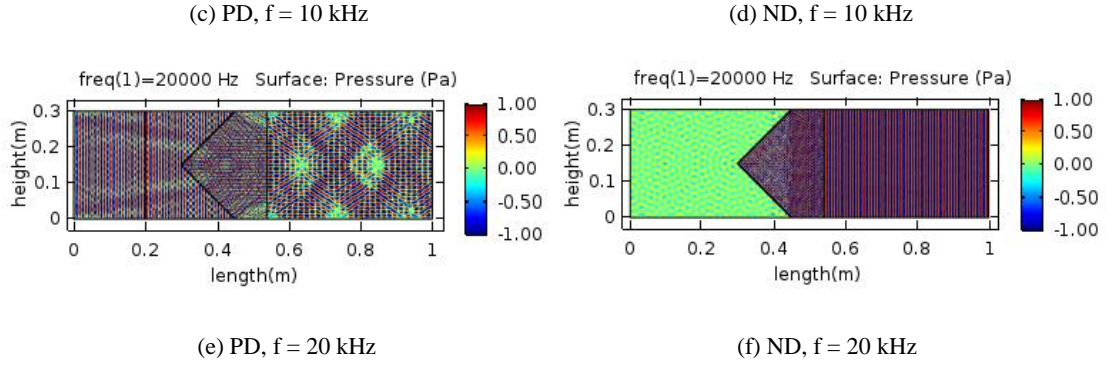 (c) PD, f = 10 kHz (d) ND, f = 10 kHz
freq(1)=20000 Hz Surface: Pressure (Pa)
0.3
0.2
0.1
0
height(m)
0 0.2 0.4 0.6 0.8 1
length(m)
1.00
0.50
0.00
-0.50
-1.00
freq(1)=20000 Hz Surface: Pressure (Pa)
0.3
0.2
0.1
0
height(m)
0 0.2 0.4 0.6 0.8 1
length(m)
1.00
0.50
0.00
-0.50
-1.00
(e) PD, f = 20 kHz (f) ND, f = 20 kHz